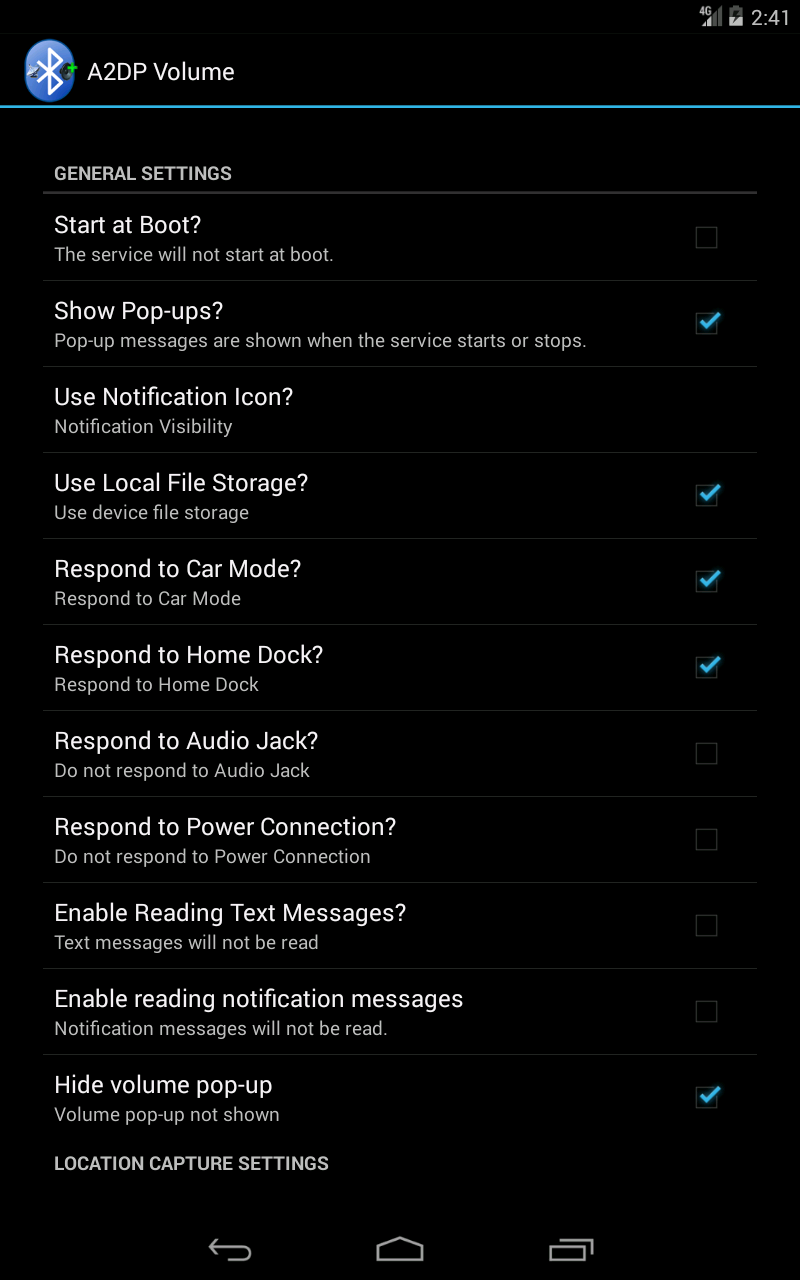 4G 2:41
A2DP Volume
GENERAL SETTINGS
Start at Boot?
The service will not start at boot.
Show Pop-ups?
Pop-up messages are shown when the service starts or stops.
Use Notification Icon?
Notification Visibility
Use Local File Storage?
Use device file storage
Respond to Car Mode?
Respond to Car Mode
Respond to Home Dock?
Respond to Home Dock
Respond to Audio Jack?
Do not respond to Audio Jack
Respond to Power Connection?
Do not respond to Power Connection
Enable Reading Text Messages?
Text messages will not be read
Enable reading notification messages
Notification messages will not be read.
Hide volume pop-up
Volume pop-up not shown
LOCATION CAPTURE SETTINGS